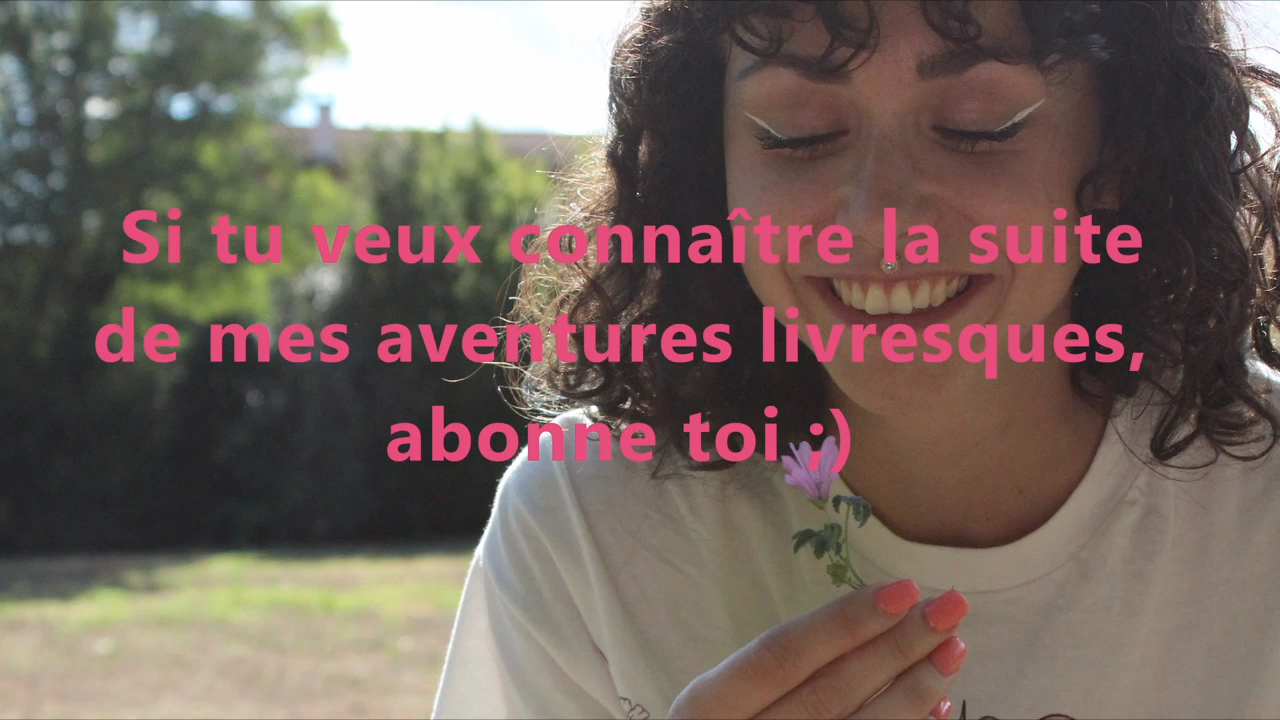 Si tu veux connaître la suite
de mes aventures livresques,
abonne toi ;)